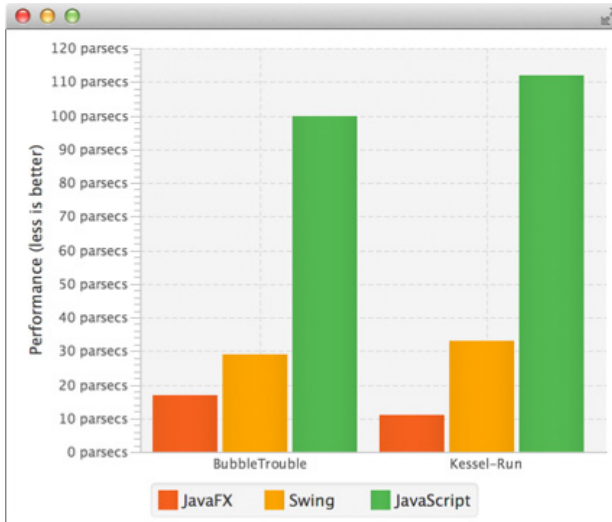 120 parsecs
110 parsecs
100 parsecs
90 parsecs
80 parsecs
70 parsecs
60 parsecs
50 parsecs
40 parsecs
30 parsecs
20 parsecs
10 parsecs
0 parsecs
Performance (less is better)
BubbleTrouble Kessel-Run
JavaFX Swing JavaScript